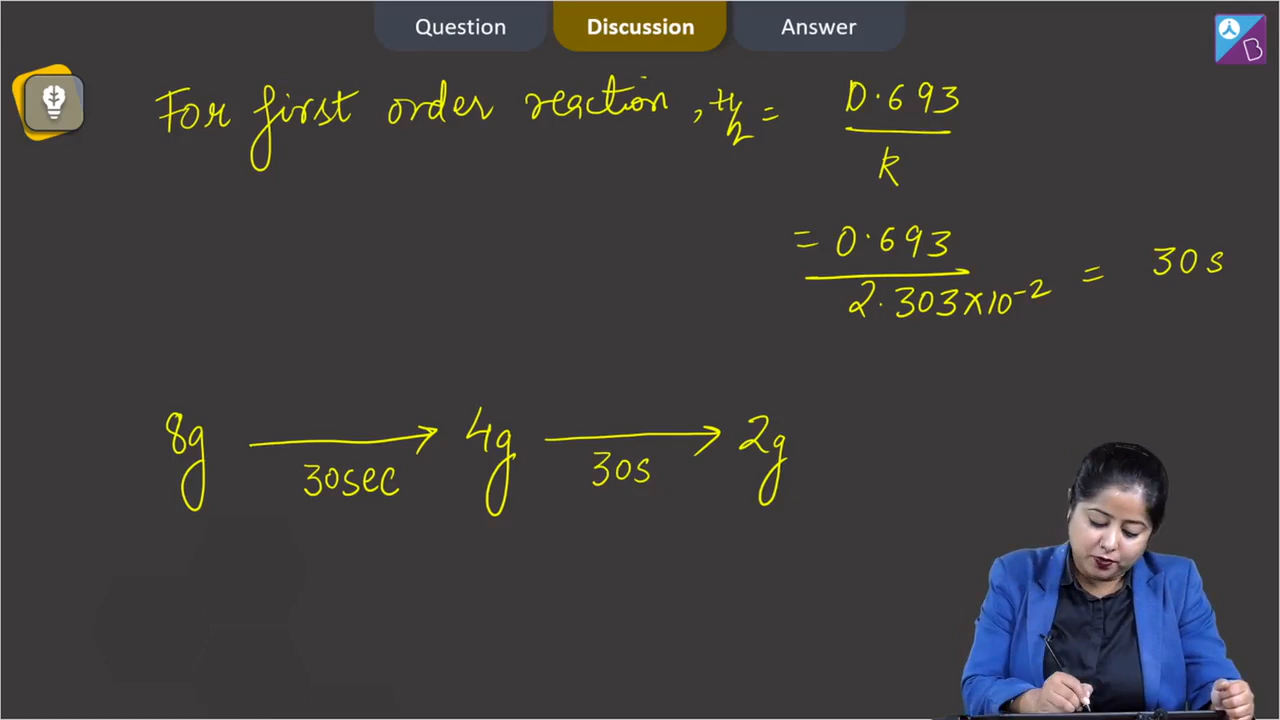 Question Discussion Answer
B
For first order reaction, t1/2 = 0.693
k
= 0.693
2.303×10⁻² = 30s
8g → 4g → 2g
30sec 30s